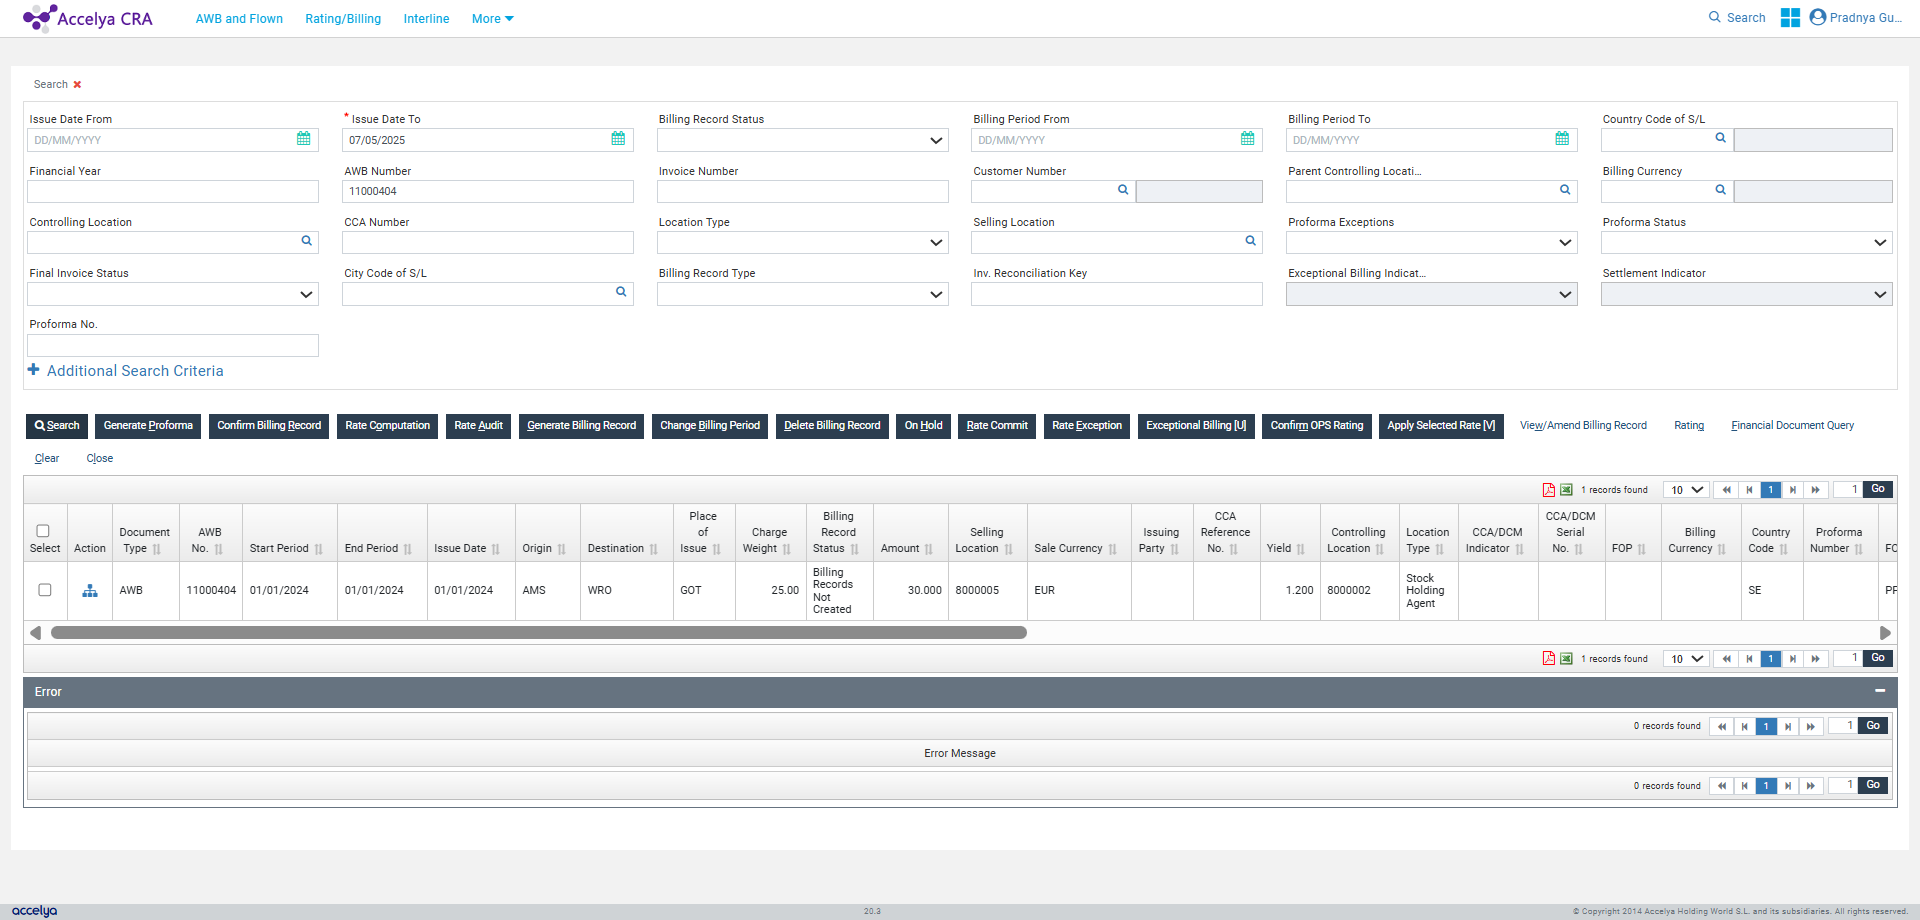 Accelya CRA
AWB and Flown Rating/Billing Interline More
Search Pradnya Gu...
Search
Issue Date From * Issue Date To Billing Record Status Billing Period From Billing Period To Country Code of S/L
DD/MM/YYYY 07/05/2025 DD/MM/YYYY DD/MM/YYYY
Financial Year AWB Number Invoice Number Customer Number Parent Controlling Locati... Billing Currency
11000404
Controlling Location CCA Number Location Type Selling Location Proforma Exceptions Proforma Status
Final Invoice Status City Code of S/L Billing Record Type Inv. Reconciliation Key Exceptional Billing Indicat... Settlement Indicator
Proforma No.
Additional Search Criteria
Search Generate Proforma Confirm Billing Record Rate Computation Rate Audit Generate Billing Record Change Billing Period Delete Billing Record On Hold Rate Commit Rate Exception Exceptional Billing [U] Confirm OPS Rating Apply Selected Rate [V] View/Amend Billing Record Rating Financial Document Query
Clear Close
1 records found 10 1 1 Go
Select Action Document Type AWB No. Start Period End Period Issue Date Origin Destination Place of Issue Charge Weight Billing Record Status Amount Selling Location Sale Currency Issuing Party CCA Reference No. Yield Controlling Location Location Type CCA/DCM Indicator CCA/DCM Serial No. FOP Billing Currency Country Code Proforma Number FC
AWB 11000404 01/01/2024 01/01/2024 01/01/2024 AMS WRO GOT 25.00 Billing Records Not Created 30.000 8000005 EUR 1.200 8000002 Stock Holding Agent SE PF
1 records found 10 1 1 Go
Error
0 records found 1 1 Go
Error Message
0 records found 1 1 Go
accelya 20.3 © Copyright 2014 Accelya Holding World S.L. and its subsidiaries. All rights reserved.